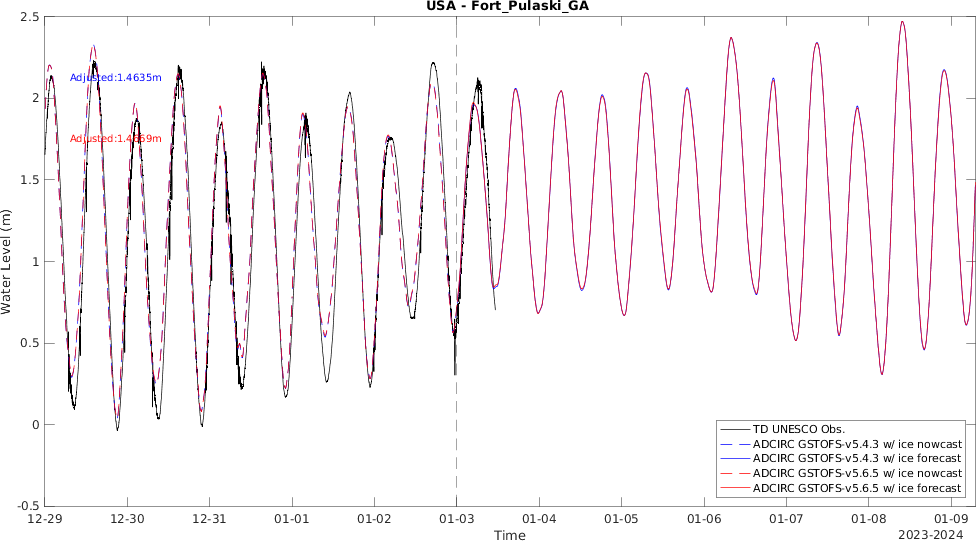 USA - Fort_Pulaski_GA
2.5
2
1.5
1
0.5
0
-0.5
Water Level (m)
Adjusted:1.4635m
12-29 12-30 12-31 01-01 01-02 01-03 01-04 01-05 01-06 01-07 01-08 01-09
Time
2023-2024
TD UNESCO Obs.
ADCIRC GSTOFS-v5.4.3 w/ ice nowcast
ADCIRC GSTOFS-v5.4.3 w/ ice forecast
ADCIRC GSTOFS-v5.6.5 w/ ice nowcast
ADCIRC GSTOFS-v5.6.5 w/ ice forecast